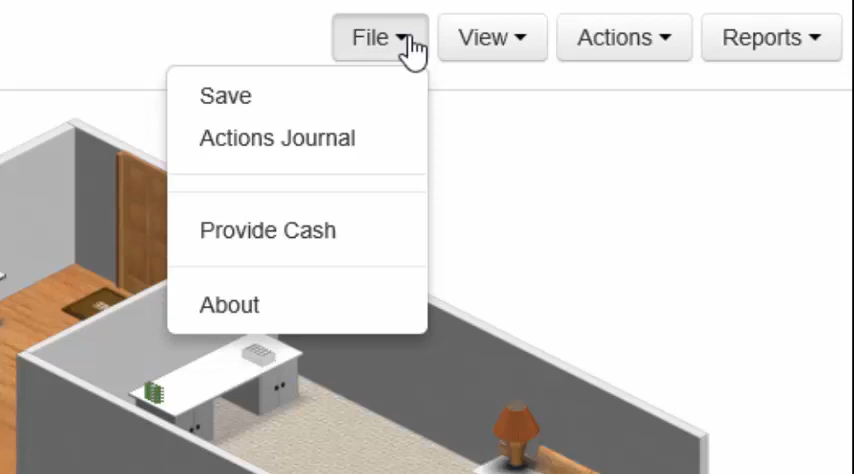 File
View
Actions
Reports
Save
Actions Journal
Provide Cash
About